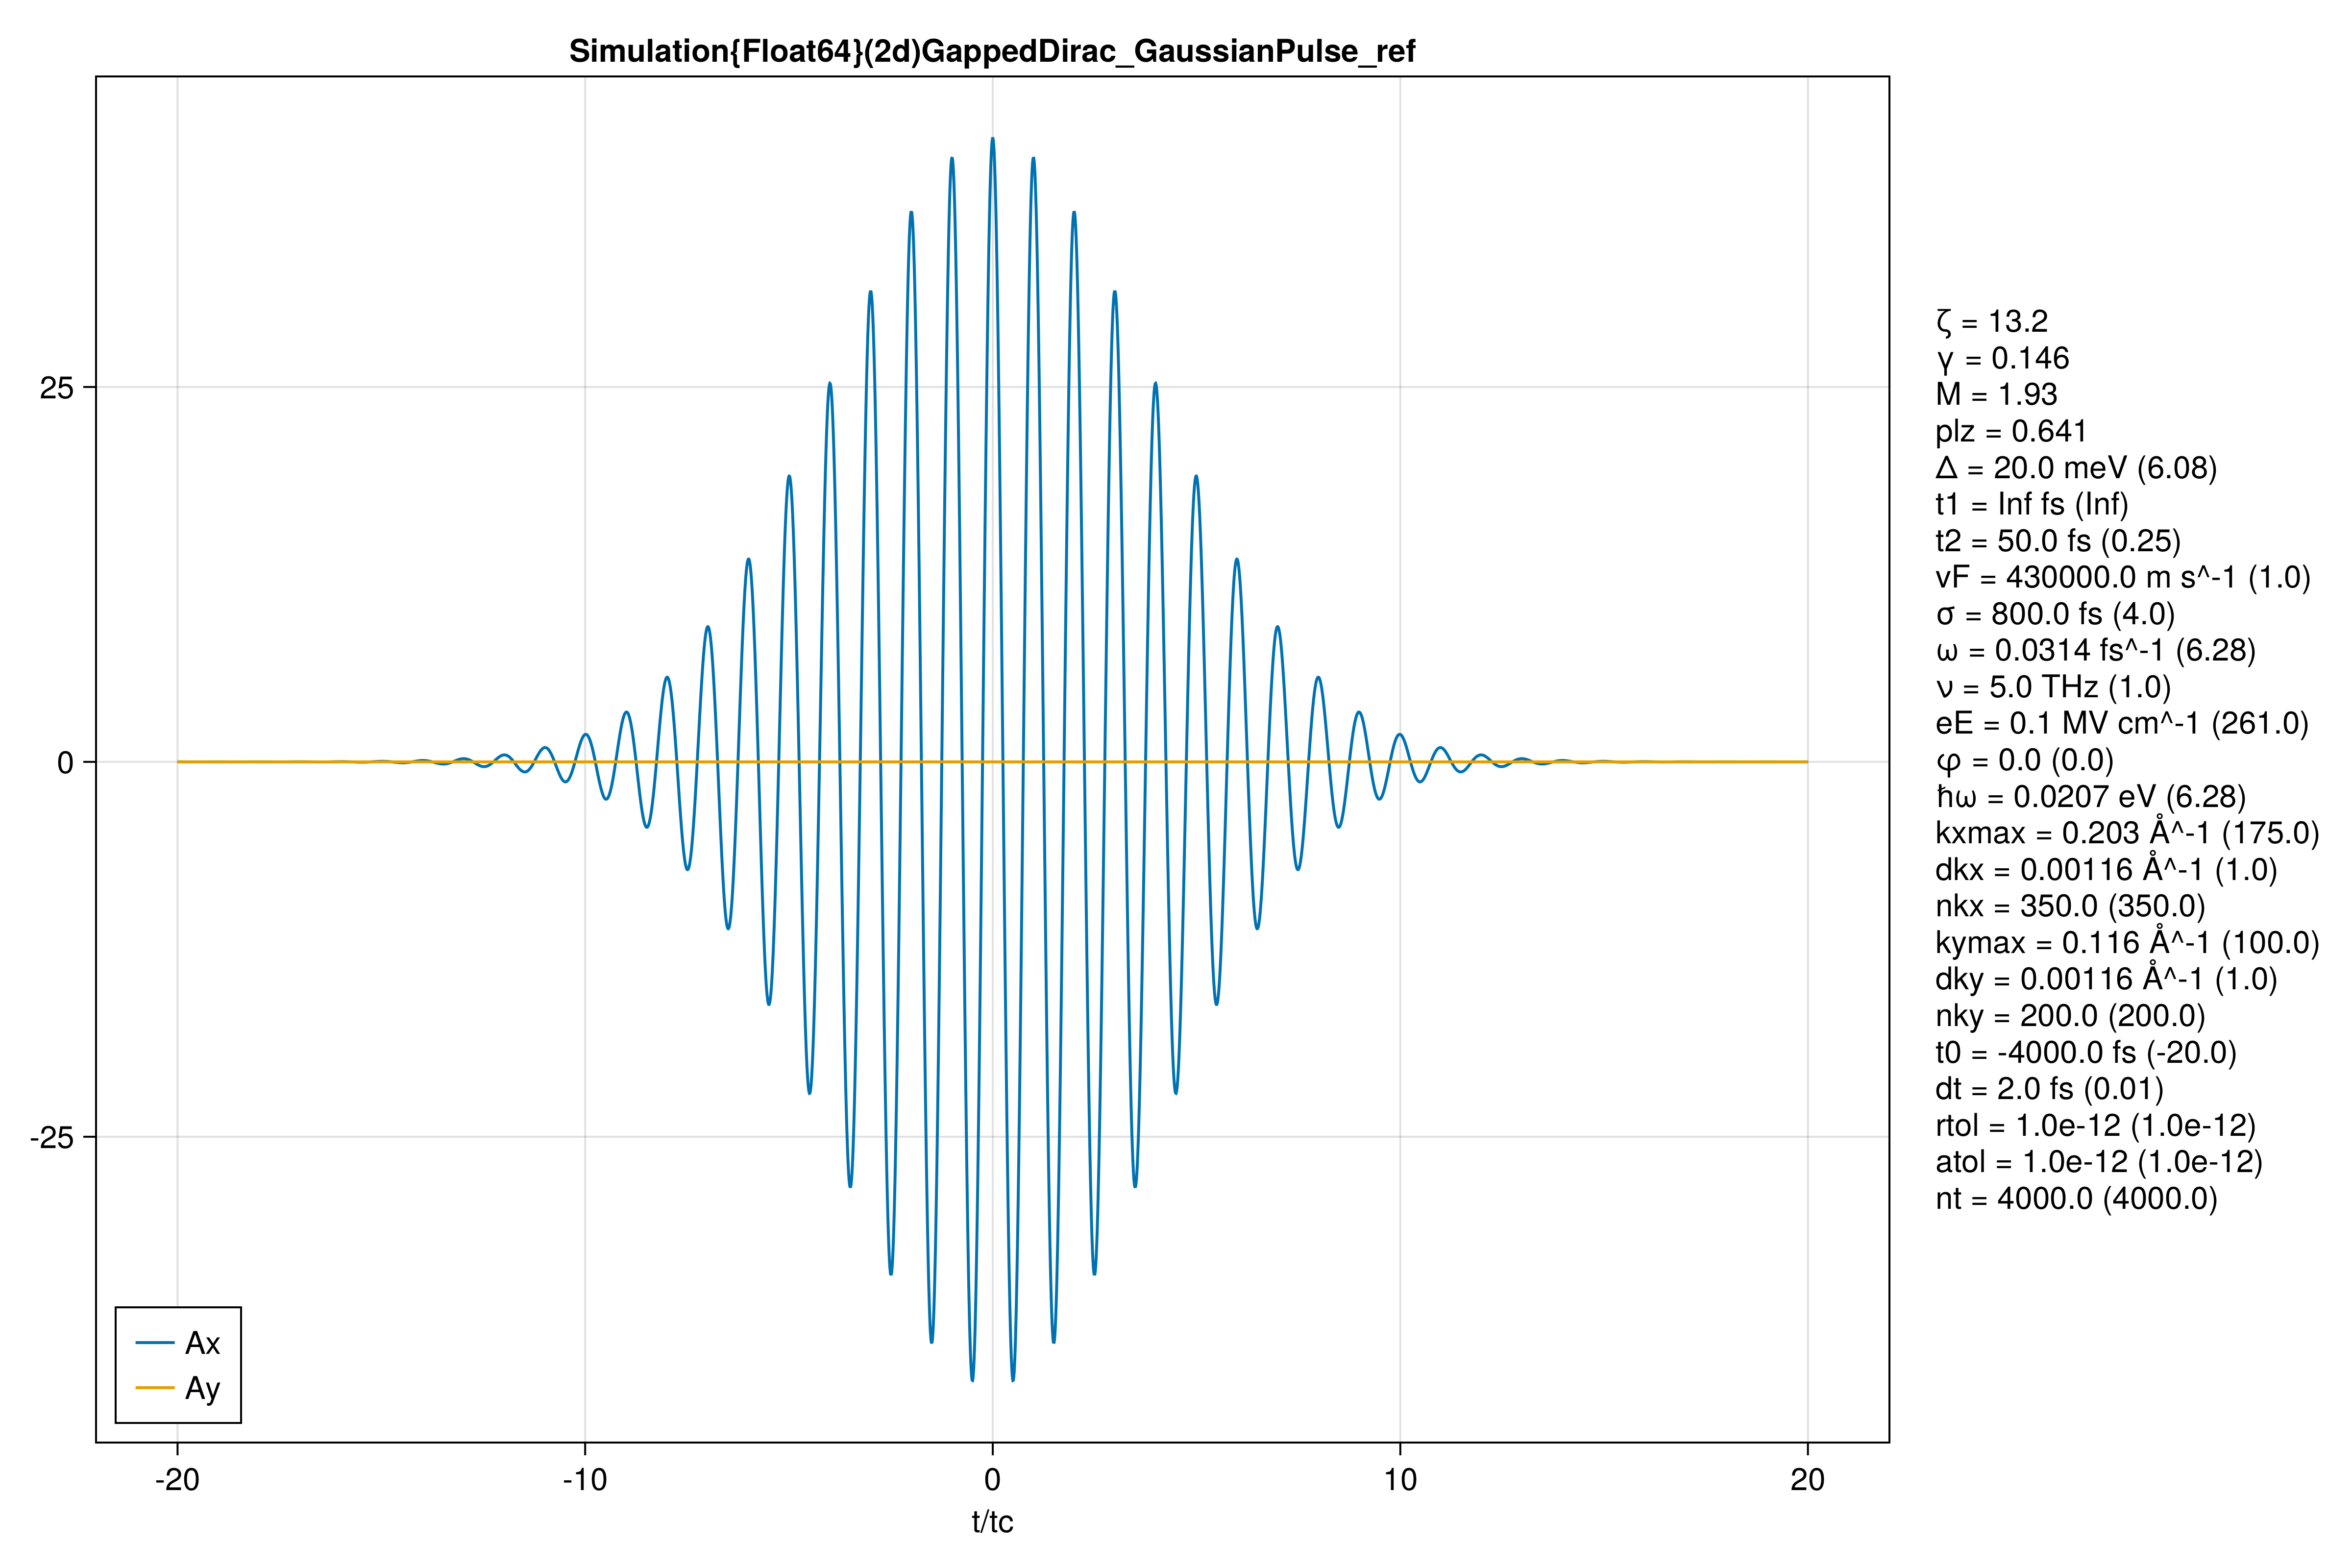 Simulation{Float64}(2d)GappedDirac_GaussianPulse_ref
25
0
-25
-20
-10
0
10
20
t/tc
Ax
Ay
ζ = 13.2
γ = 0.146
M = 1.93
plz = 0.641
Δ = 20.0 meV (6.08)
t1 = Inf fs (Inf)
t2 = 50.0 fs (0.25)
vF = 430000.0 m s^-1 (1.0)
σ = 800.0 fs (4.0)
ω = 0.0314 fs^-1 (6.28)
ν = 5.0 THz (1.0)
eE = 0.1 MV cm^-1 (261.0)
φ = 0.0 (0.0)
ħω = 0.0207 eV (6.28)
kxmax = 0.203 Å^-1 (175.0)
dkx = 0.00116 Å^-1 (1.0)
nkx = 350.0 (350.0)
kymax = 0.116 Å^-1 (100.0)
dky = 0.00116 Å^-1 (1.0)
nky = 200.0 (200.0)
t0 = -4000.0 fs (-20.0)
dt = 2.0 fs (0.01)
rtol = 1.0e-12 (1.0e-12)
atol = 1.0e-12 (1.0e-12)
nt = 4000.0 (4000.0)